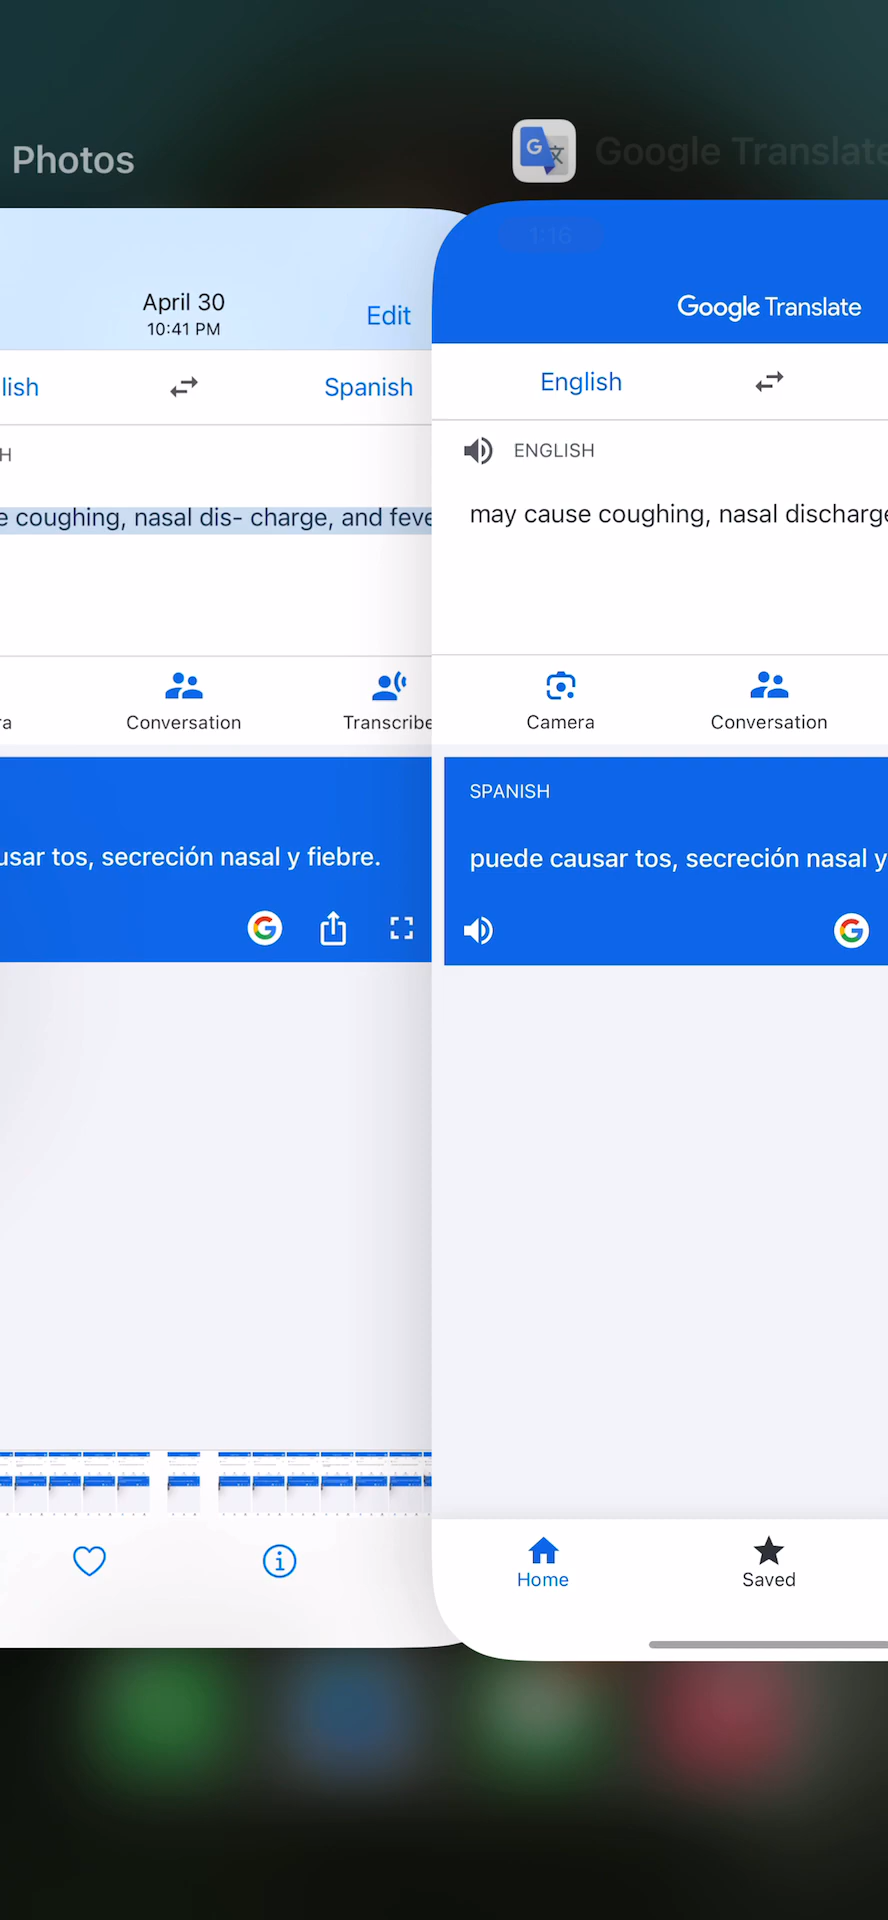 Photos
Google Translate
April 30
10:41 PM
Edit
lish
Spanish
H
e coughing, nasal dis- charge, and feve
a
Conversation
Transcribe
usar tos, secreción nasal y fiebre.
1:16
Google Translate
English
ENGLISH
may cause coughing, nasal discharge
Camera
Conversation
SPANISH
puede causar tos, secreción nasal y
Home
Saved